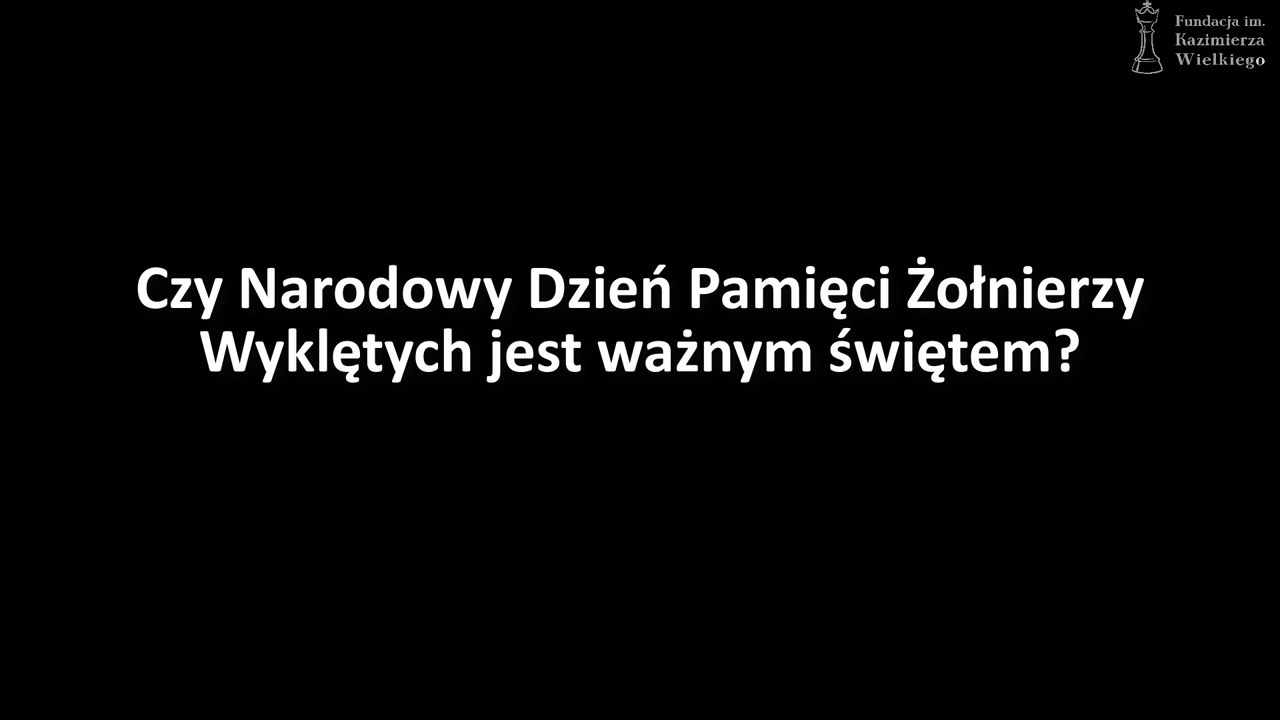 Fundacja im.
Kazimierza
Wielkiego
Czy Narodowy Dzień Pamięci Żołnierzy
Wyklętych jest ważnym świętem?